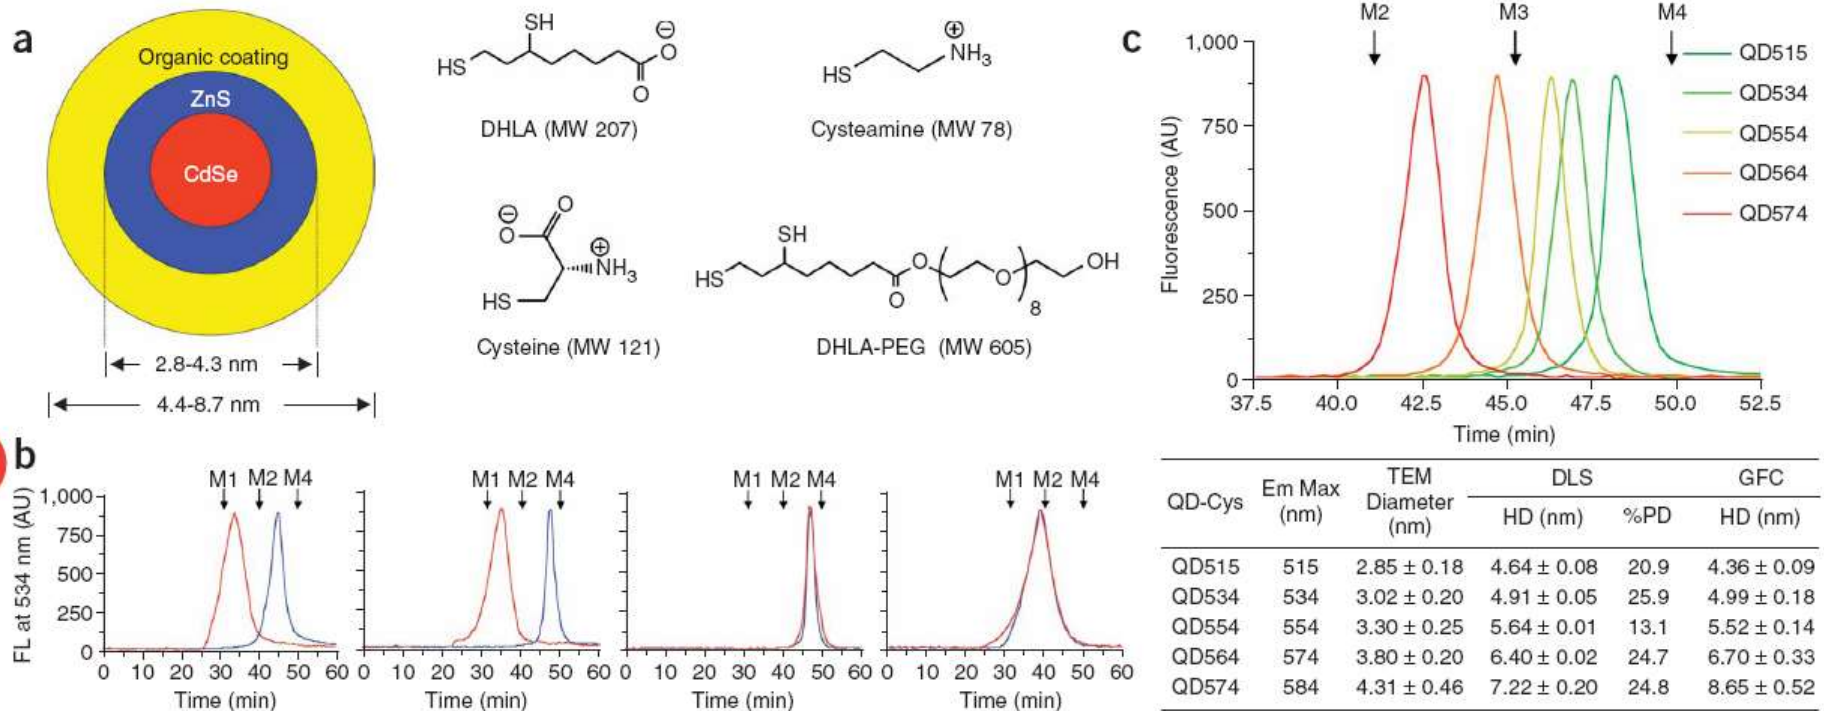 a
Organic coating
ZnS
CdSe
2.8-4.3 nm
4.4-8.7 nm
SH
HS
O
⊖
O
DHLA (MW 207)
HS
⊕
NH3
Cysteamine (MW 78)
⊖
O
O
⊕
NH3
HS
Cysteine (MW 121)
SH
HS
O
O
O
8
OH
DHLA-PEG (MW 605)
b
FL at 534 nm (AU)
1,000
750
500
250
0
M1 M2 M4
0 10 20 30 40 50 60
Time (min)
M1 M2 M4
0 10 20 30 40 50 60
Time (min)
M1 M2 M4
0 10 20 30 40 50 60
Time (min)
M1 M2 M4
0 10 20 30 40 50 60
Time (min)
c
M2 M3 M4
Fluorescence (AU)
1,000
750
500
250
0
37.5 40.0 42.5 45.0 47.5 50.0 52.5
Time (min)
QD515
QD534
QD554
QD564
QD574
QD-Cys Em Max (nm) TEM Diameter (nm) DLS GFC
HD (nm) %PD HD (nm)
QD515 515 2.85 ± 0.18 4.64 ± 0.08 20.9 4.36 ± 0.09
QD534 534 3.02 ± 0.20 4.91 ± 0.05 25.9 4.99 ± 0.18
QD554 554 3.30 ± 0.25 5.64 ± 0.01 13.1 5.52 ± 0.14
QD564 574 3.80 ± 0.20 6.40 ± 0.02 24.7 6.70 ± 0.33
QD574 584 4.31 ± 0.46 7.22 ± 0.20 24.8 8.65 ± 0.52